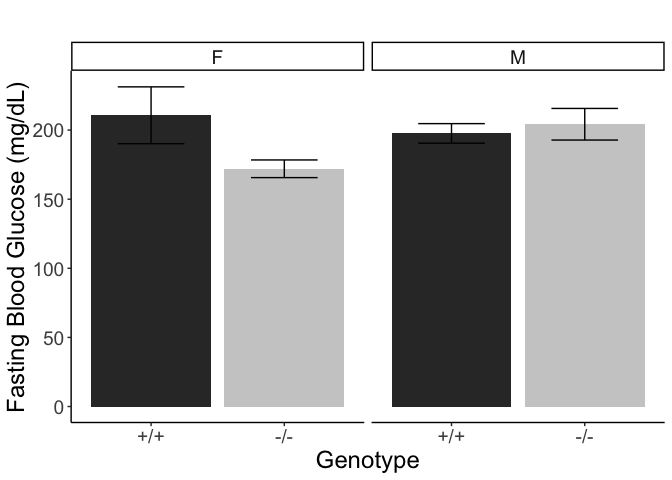 F M
Fasting Blood Glucose (mg/dL)
200
150
100
50
0
+/+ -/- +/+ -/-
Genotype